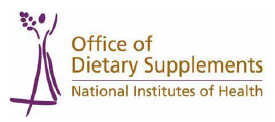 Office of
Dietary Supplements
National Institutes of Health